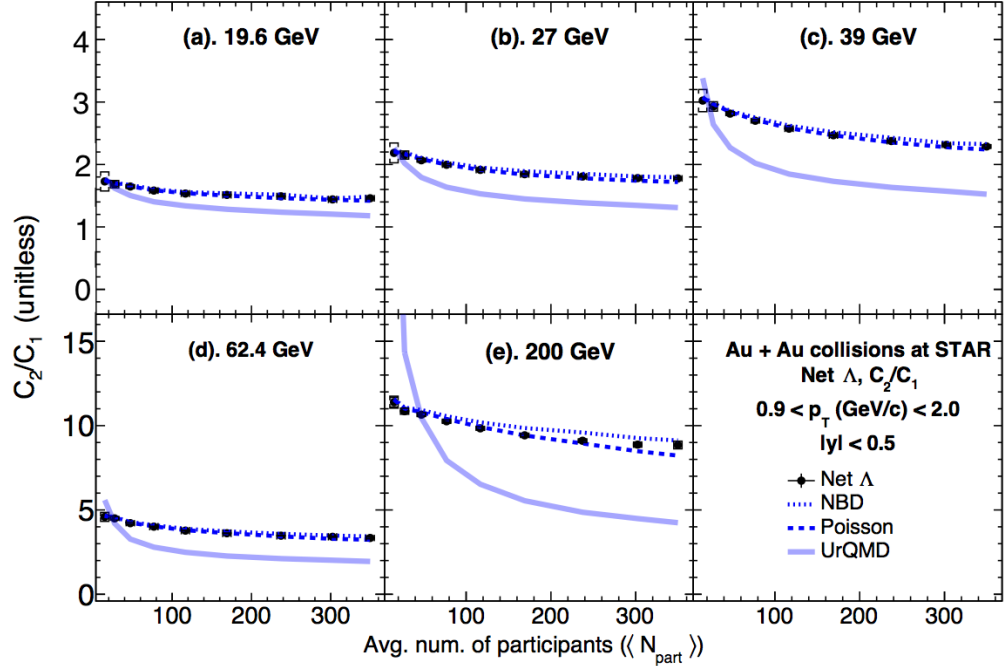 (a). 19.6 GeV
(b). 27 GeV
(c). 39 GeV
4
3
2
1
0
C₂/C₁ (unitless)
(d). 62.4 GeV
(e). 200 GeV
15
10
5
0
Au + Au collisions at STAR
Net Λ, C₂/C₁
0.9 < p_T (GeV/c) < 2.0
|y| < 0.5
Net Λ
NBD
Poisson
UrQMD
100 200 300
100 200 300
100 200 300
Avg. num. of participants (⟨ N_part ⟩)